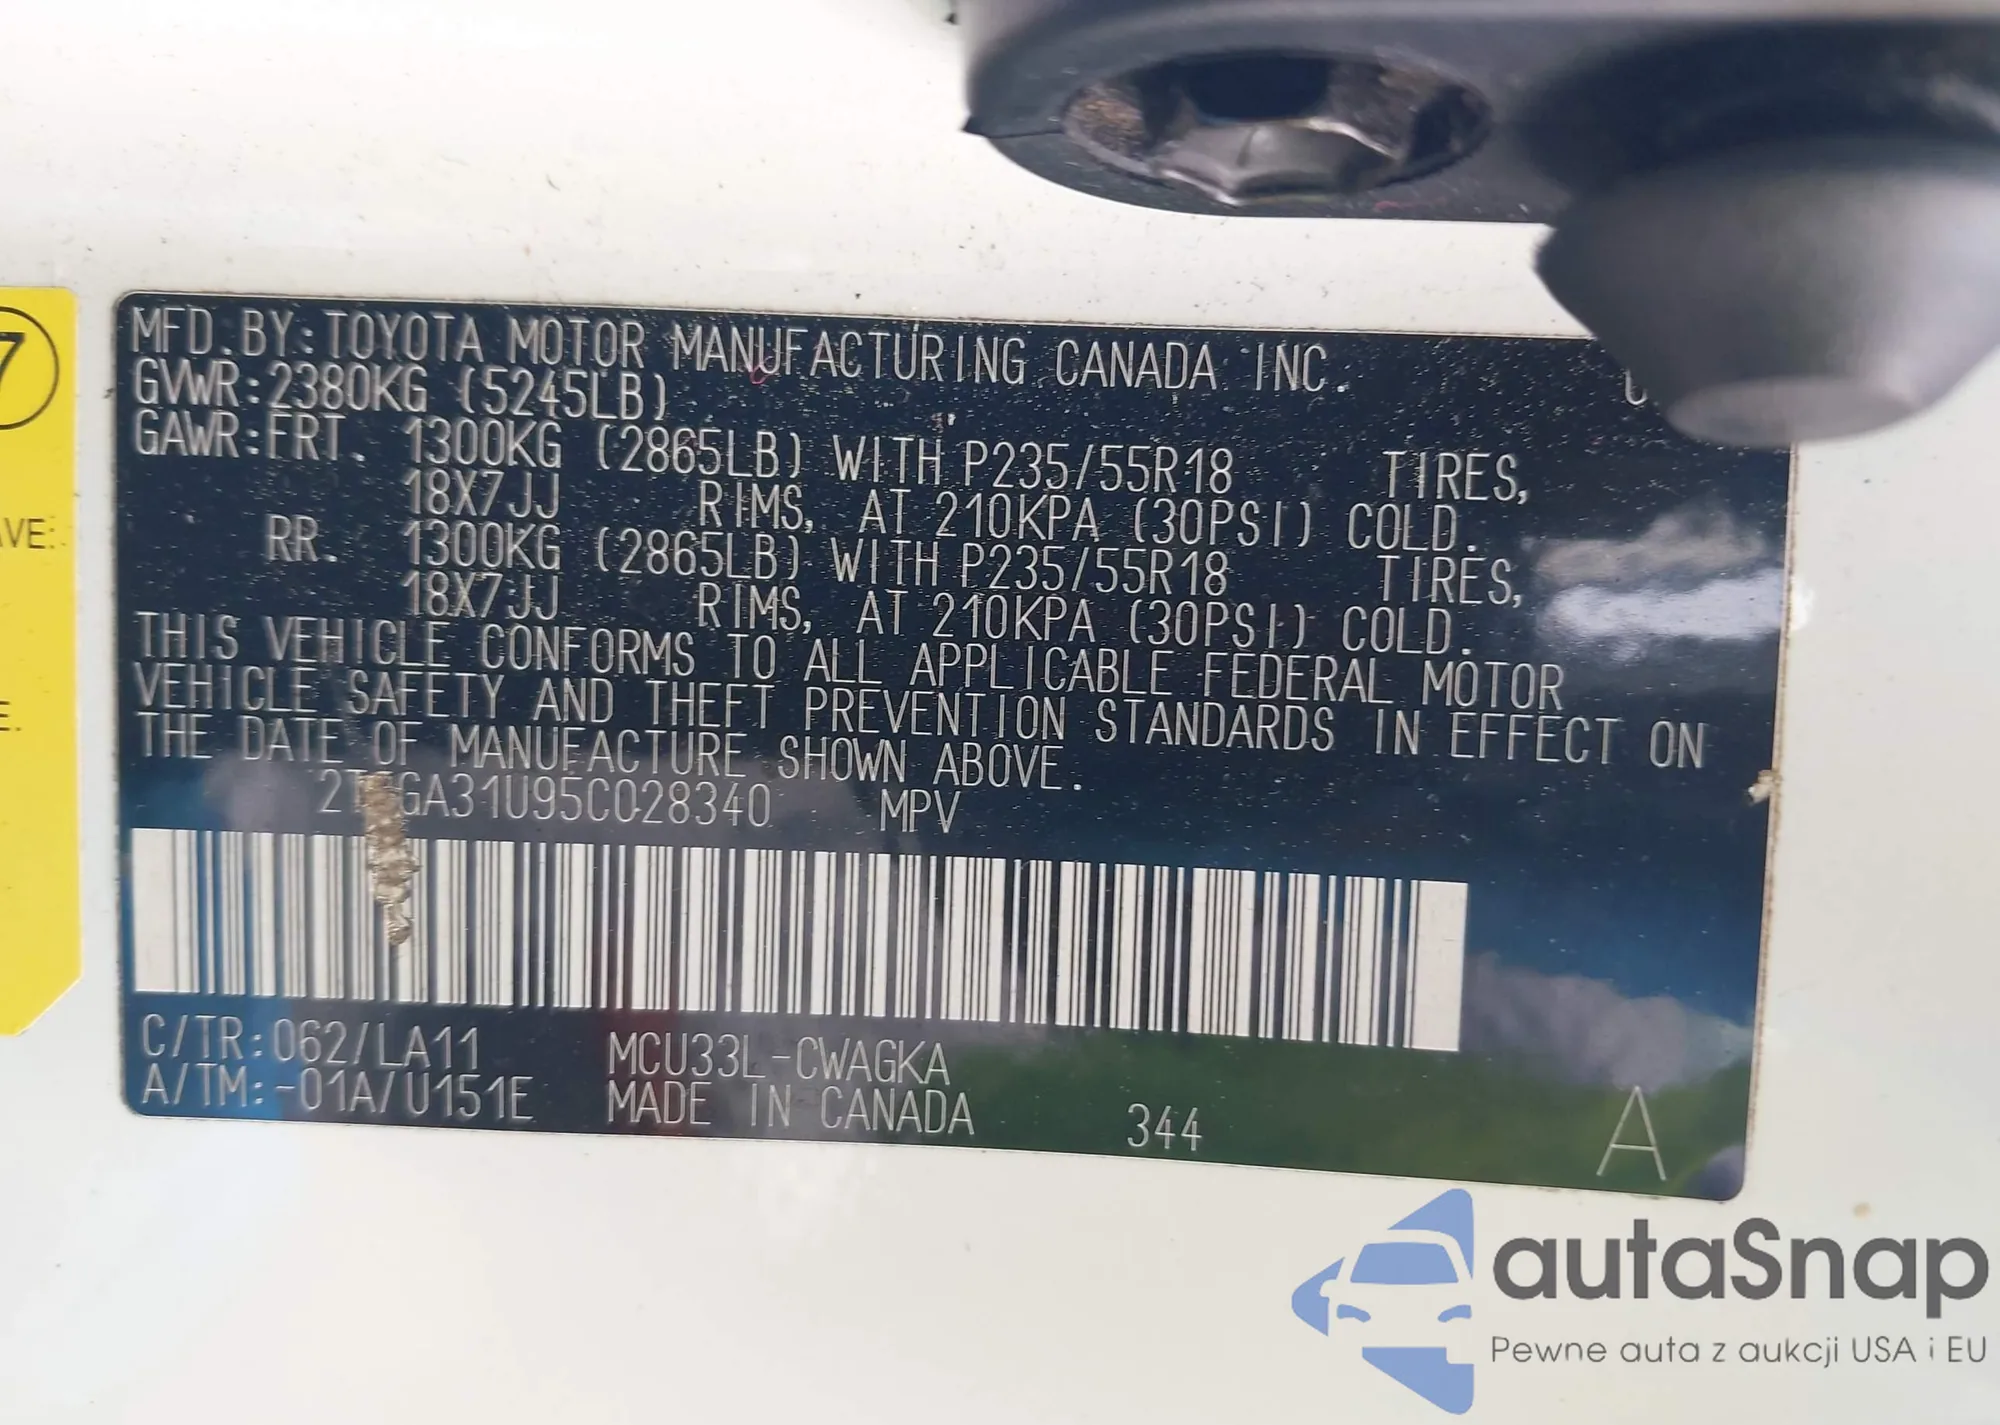 7
AVE:
E.
MFD. BY: TOYOTA MOTOR MANUFACTURING CANADA INC.
GVWR: 2380KG (5245LB)
GAWR: FRT. 1300KG (2865LB) WITH P235/55R18 TIRES,
18X7JJ RIMS, AT 210KPA (30PSI) COLD.
RR. 1300KG (2865LB) WITH P235/55R18 TIRES,
18X7JJ RIMS, AT 210KPA (30PSI) COLD.
THIS VEHICLE CONFORMS TO ALL APPLICABLE FEDERAL MOTOR
VEHICLE SAFETY AND THEFT PREVENTION STANDARDS IN EFFECT ON
THE DATE OF MANUFACTURE SHOWN ABOVE.
MPV
C/TR: 062/LA11 MCU33L-CWAGKA
A/TM: -01A/U151E MADE IN CANADA 344 A
autaSnap
Pewne auta z aukcji USA i EU